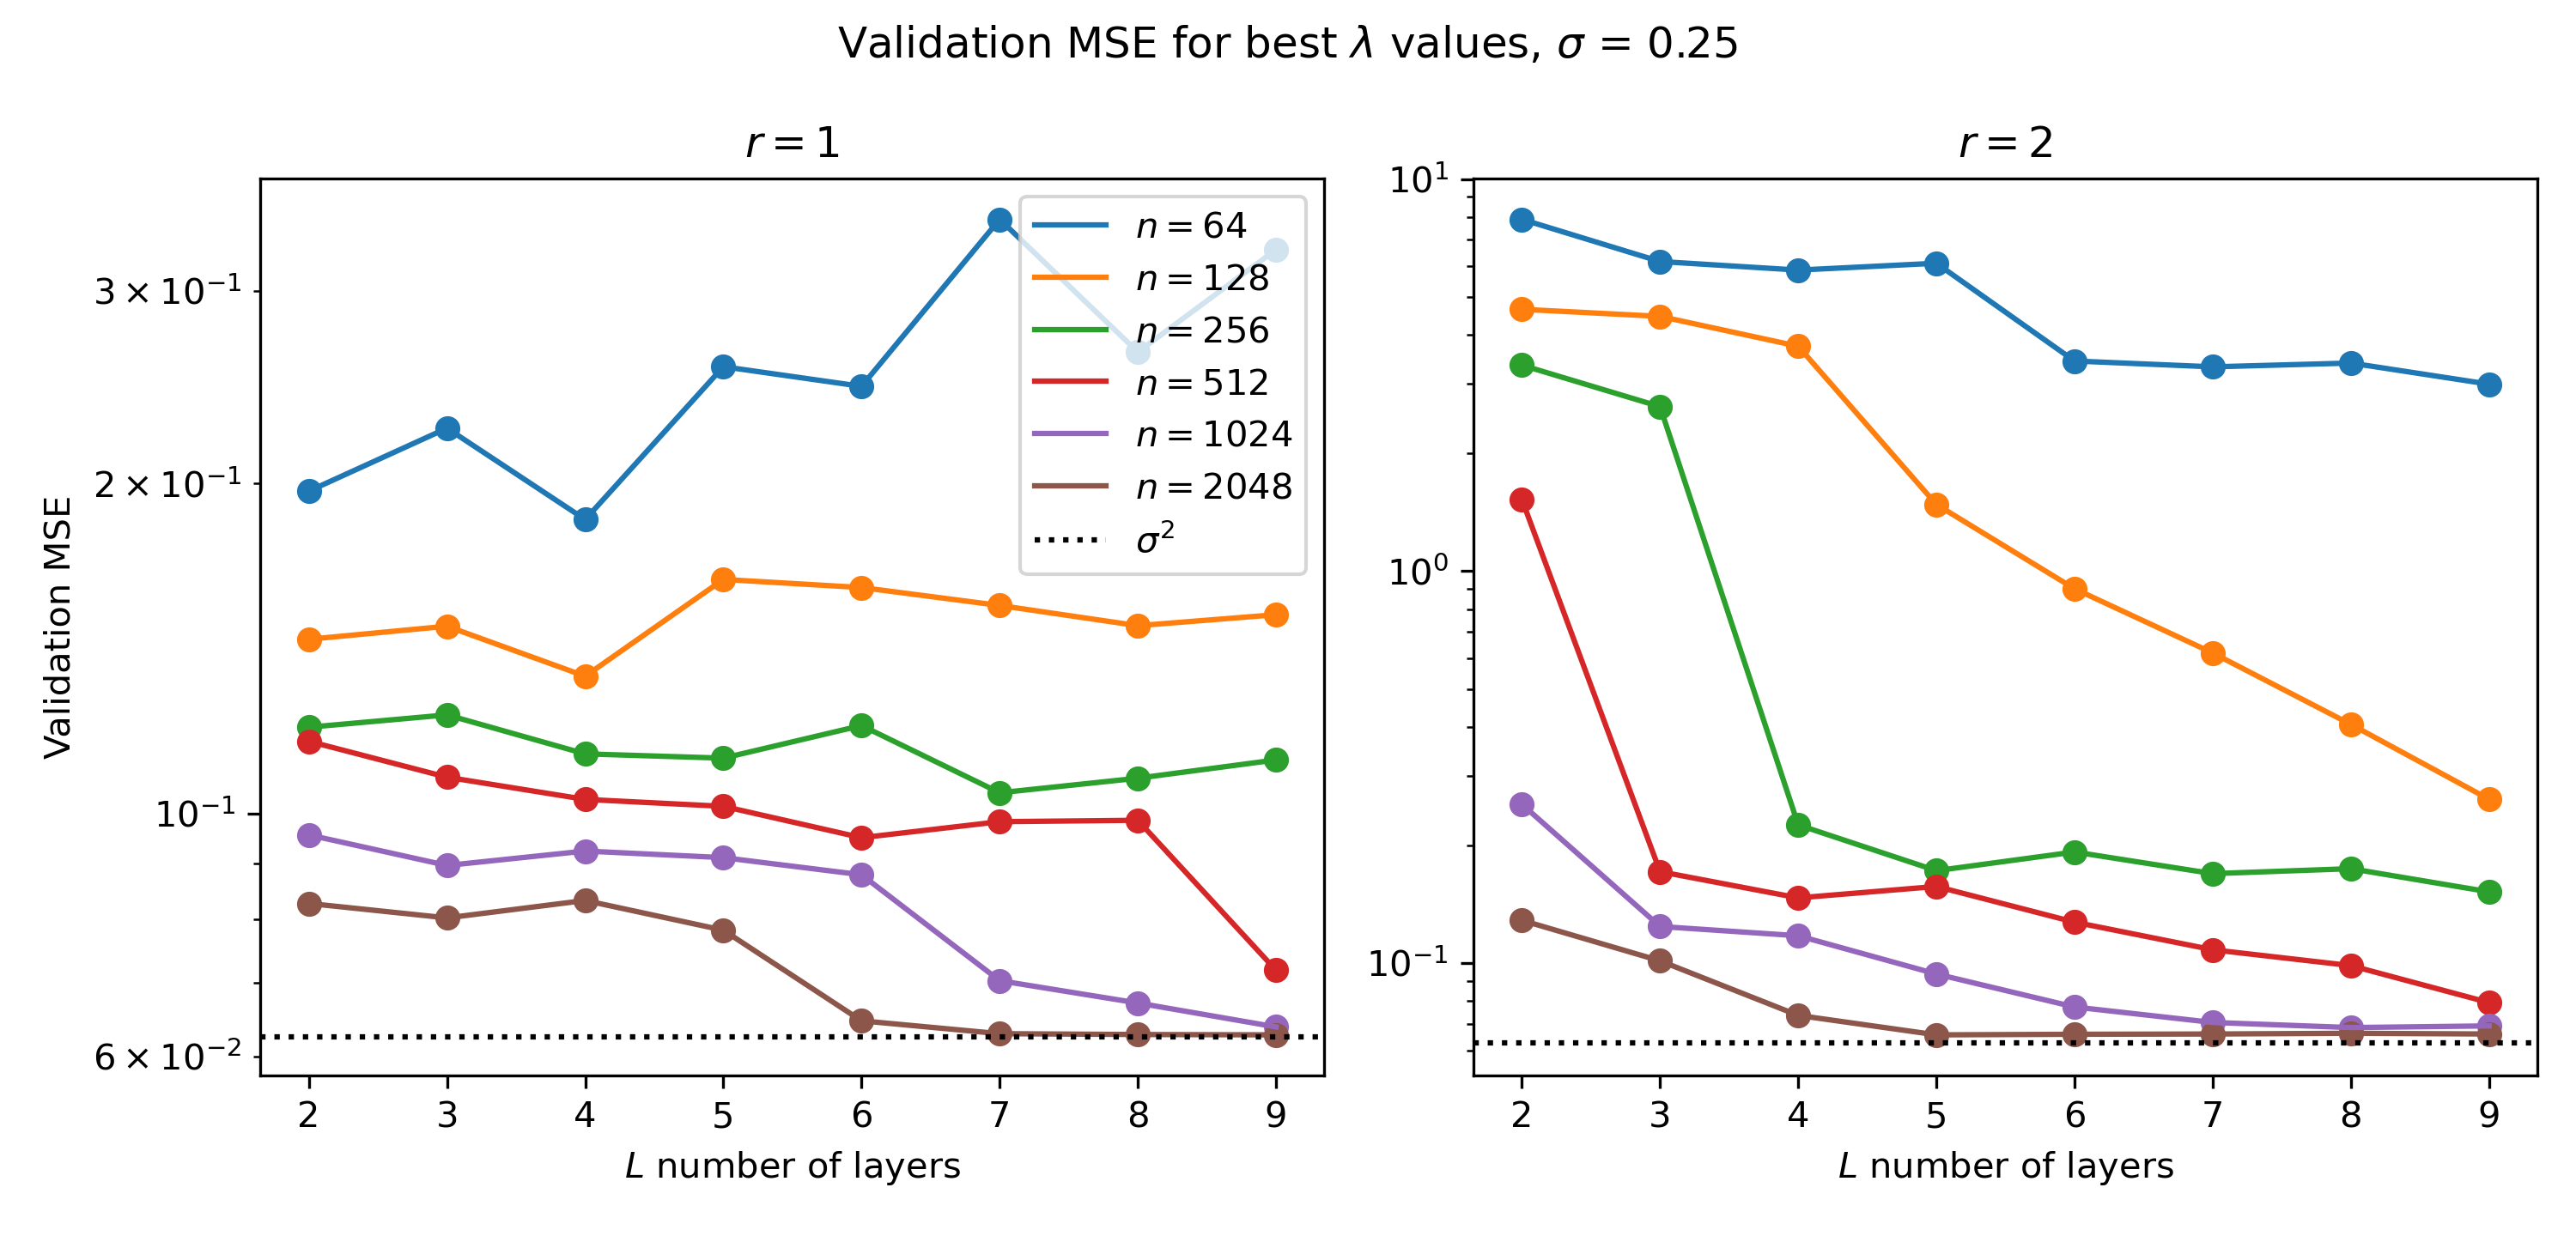 Validation MSE for best λ values, σ = 0.25
r = 1
Validation MSE
3 × 10⁻¹
2 × 10⁻¹
10⁻¹
6 × 10⁻²
2 3 4 5 6 7 8 9
L number of layers
n = 64
n = 128
n = 256
n = 512
n = 1024
n = 2048
σ²
r = 2
10¹
10⁰
10⁻¹
2 3 4 5 6 7 8 9
L number of layers